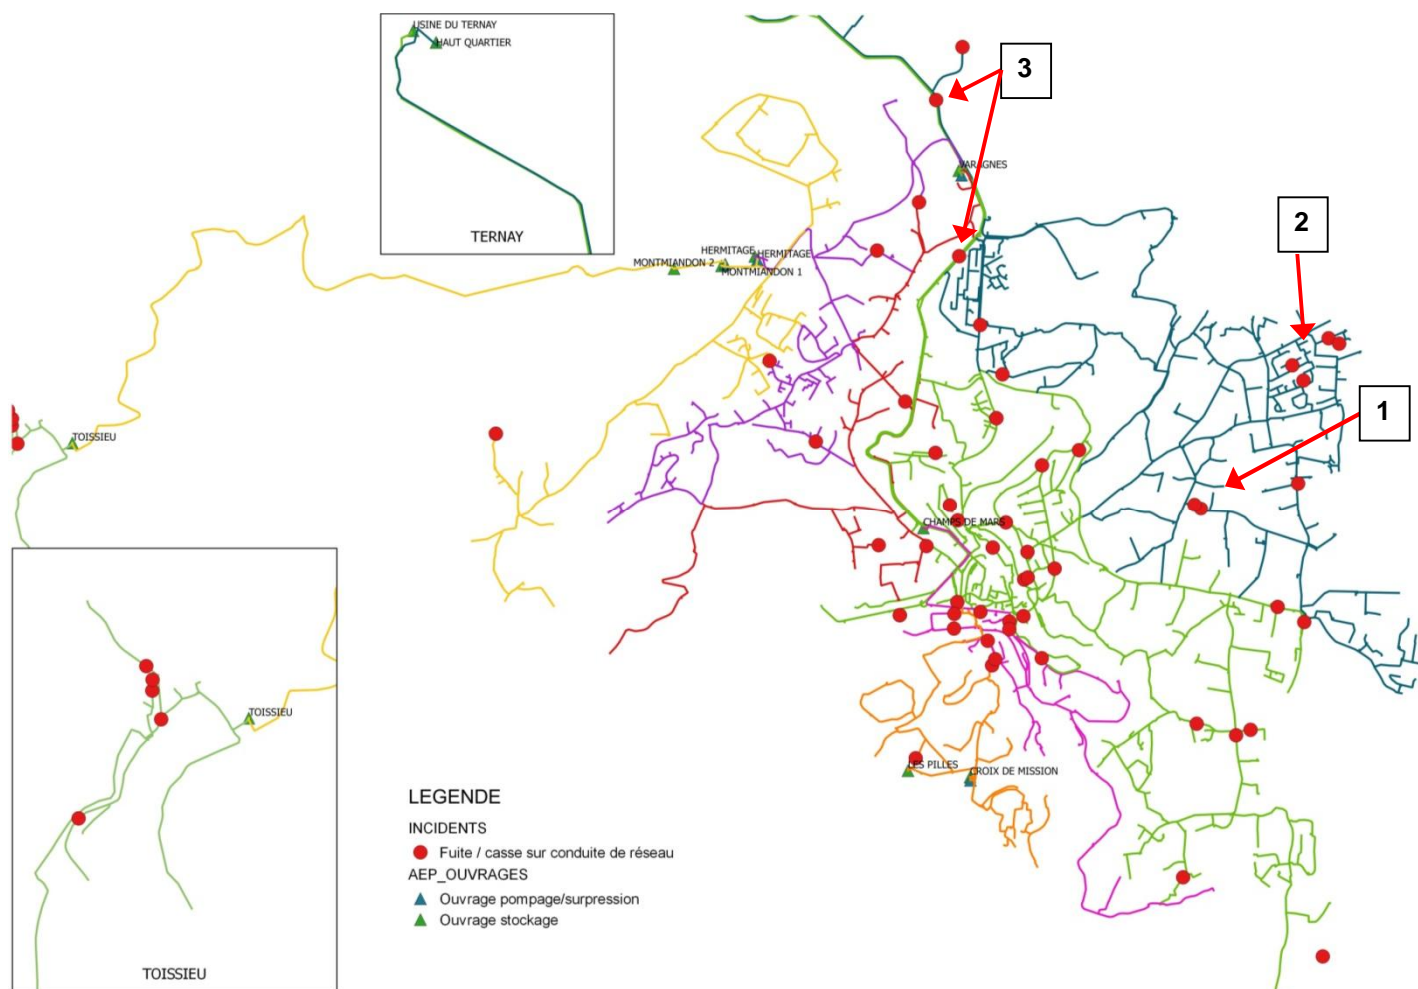 USINE DU TERNAY
HAUT QUARTIER
TERNAY
3
VARAGNES
2
HERMITAGE
HERMITAGE
MONTMIANDON 2
MONTMIANDON 1
1
TOISSIEU
CHAMPS DE MARS
TOISSIEU
LES PILLES
CROIX DE MISSION
LEGENDE
INCIDENTS
Fuite / casse sur conduite de réseau
AEP_OUVRAGES
Ouvrage pompage/surpression
Ouvrage stockage
TOISSIEU